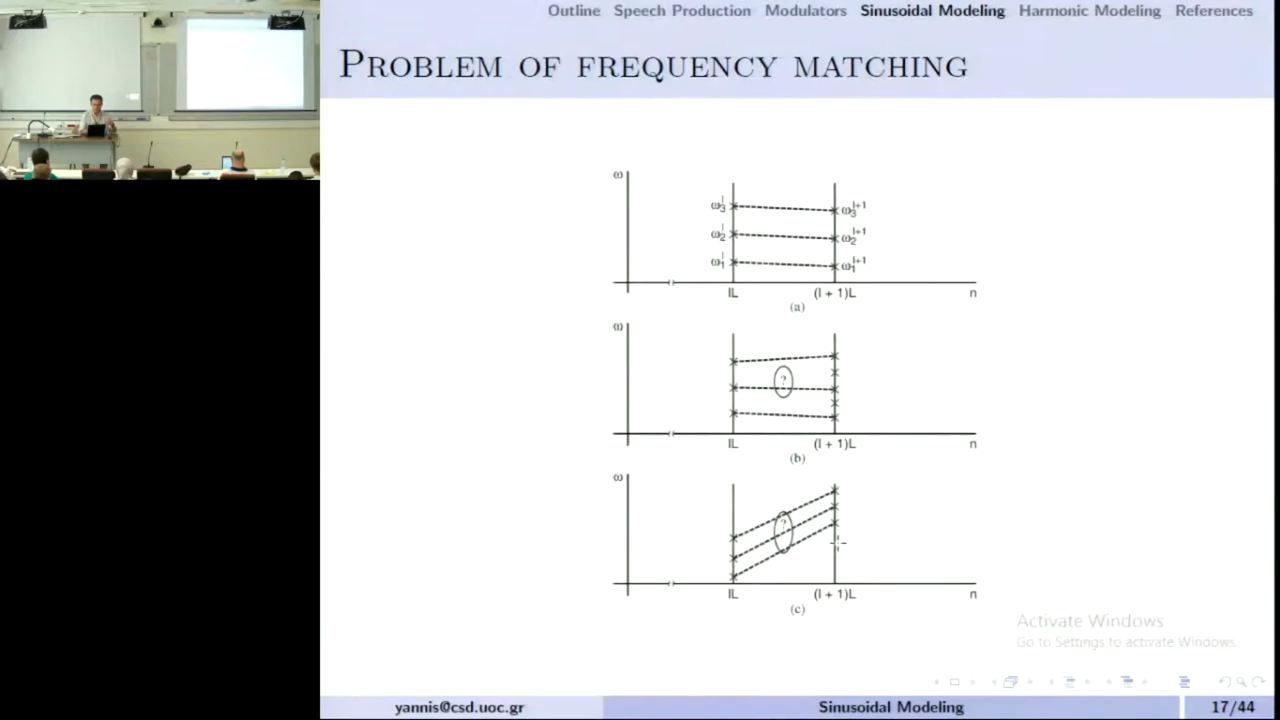 Outline Speech Production Modulators Sinusoidal Modeling Harmonic Modeling References
PROBLEM OF FREQUENCY MATCHING
ω
ω₃ˡ ω₃ˡ⁺¹
ω₂ˡ ω₂ˡ⁺¹
ω₁ˡ ω₁ˡ⁺¹
lL (l + 1)L n
(a)
ω
?
lL (l + 1)L n
(b)
ω
?
lL (l + 1)L n
(c)
Activate Windows
Go to Settings to activate Windows.
yannis@csd.uoc.gr Sinusoidal Modeling 17/44